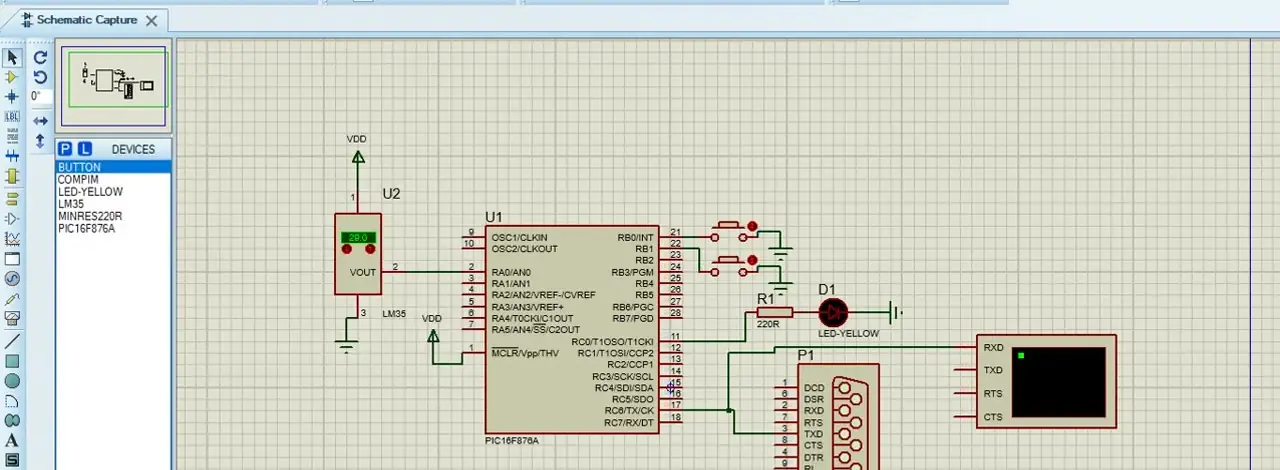 Schematic Capture
0°
LBL
P L DEVICES
BUTTON
COMPIM
LED-YELLOW
LM35
MINRES220R
PIC16F876A
A
S
VDD
1
U2
29.0
VOUT
2
3
LM35
VDD
U1
9 OSC1/CLKIN
10 OSC2/CLKOUT
2 RA0/AN0
3 RA1/AN1
4 RA2/AN2/VREF-/CVREF
5 RA3/AN3/VREF+
6 RA4/T0CKI/C1OUT
7 RA5/AN4/SS/C2OUT
1 MCLR/Vpp/THV
RB0/INT 21
RB1 22
RB2 23
RB3/PGM 24
RB4 25
RB5 26
RB6/PGC 27
RB7/PGD 28
RC0/T1OSO/T1CKI 11
RC1/T1OSI/CCP2 12
RC2/CCP1 13
RC3/SCK/SCL 14
RC4/SDI/SDA 15
RC5/SDO 16
RC6/TX/CK 17
RC7/RX/DT 18
PIC16F876A
R1
220R
D1
LED-YELLOW
P1
1 DCD
6 DSR
2 RXD
7 RTS
3 TXD
8 CTS
4 DTR
9 RI
RXD
TXD
RTS
CTS